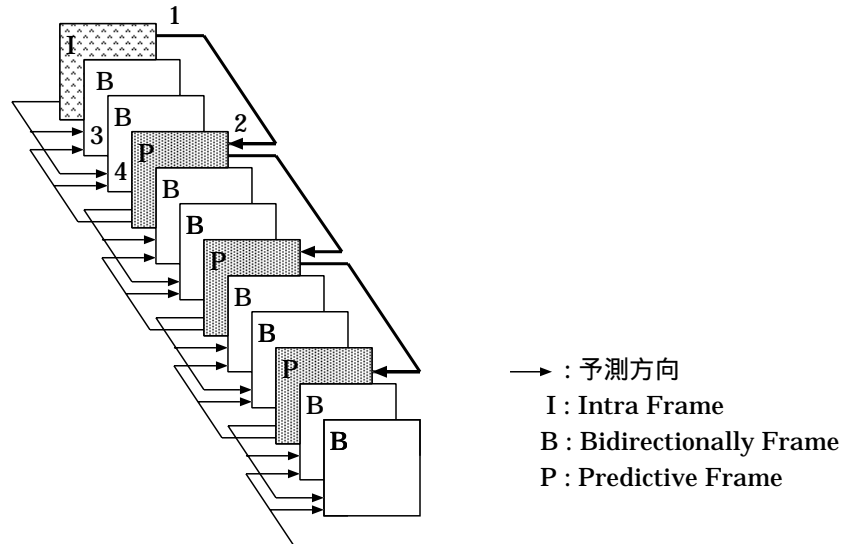 1
I
B
B
2
3
P
4
B
B
P
B
B
P
B
B
: 予測方向
I : Intra Frame
B : Bidirectionally Frame
P : Predictive Frame